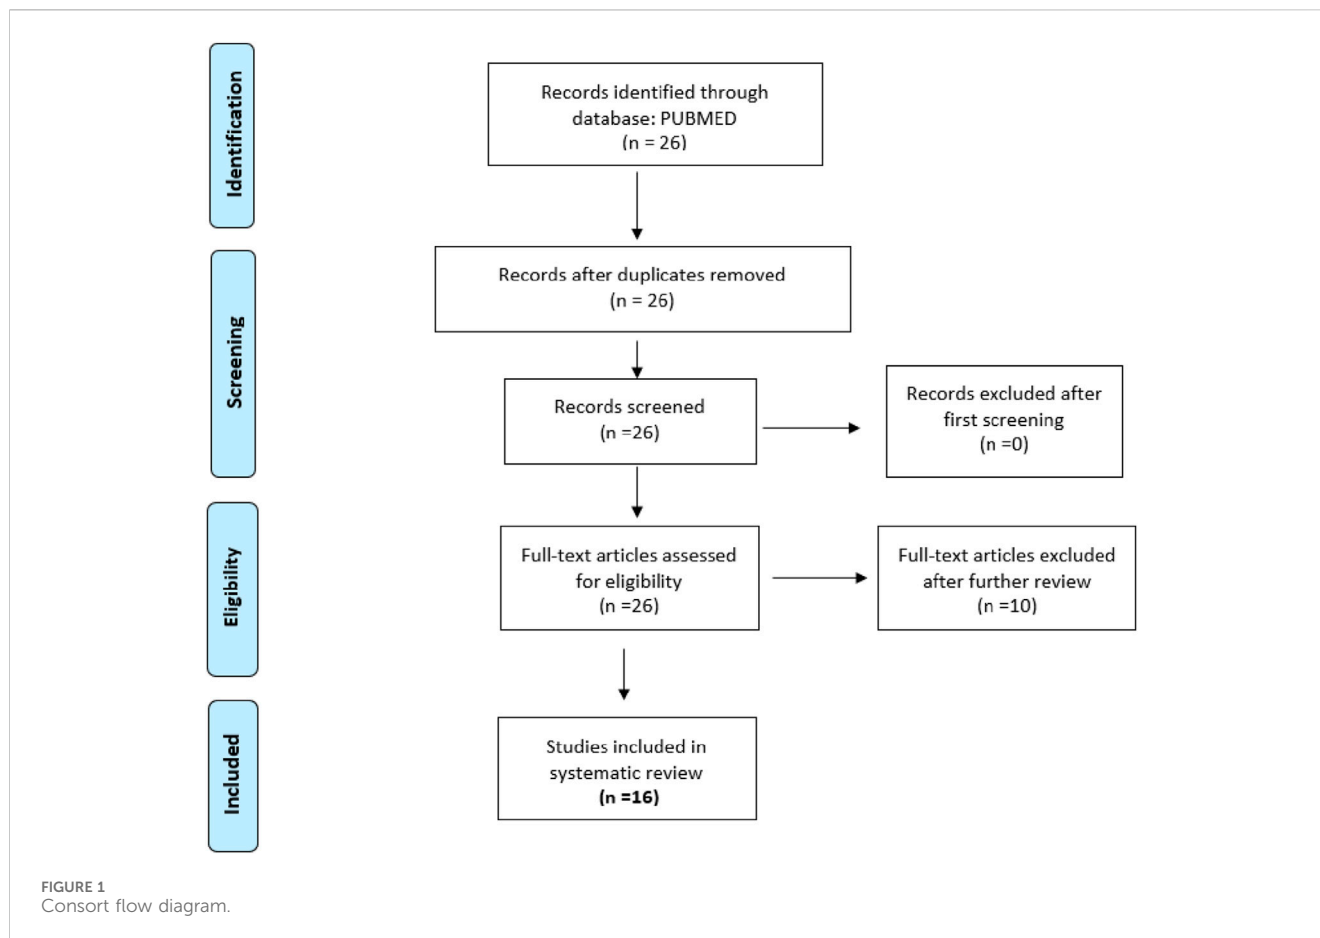 Identification
Records identified through
database: PUBMED
(n = 26)
Screening
Records after duplicates removed
(n = 26)
Records screened
(n =26)
Records excluded after
first screening
(n =0)
Eligibility
Full-text articles assessed
for eligibility
(n =26)
Full-text articles excluded
after further review
(n =10)
Included
Studies included in
systematic review
(n =16)
FIGURE 1
Consort flow diagram.